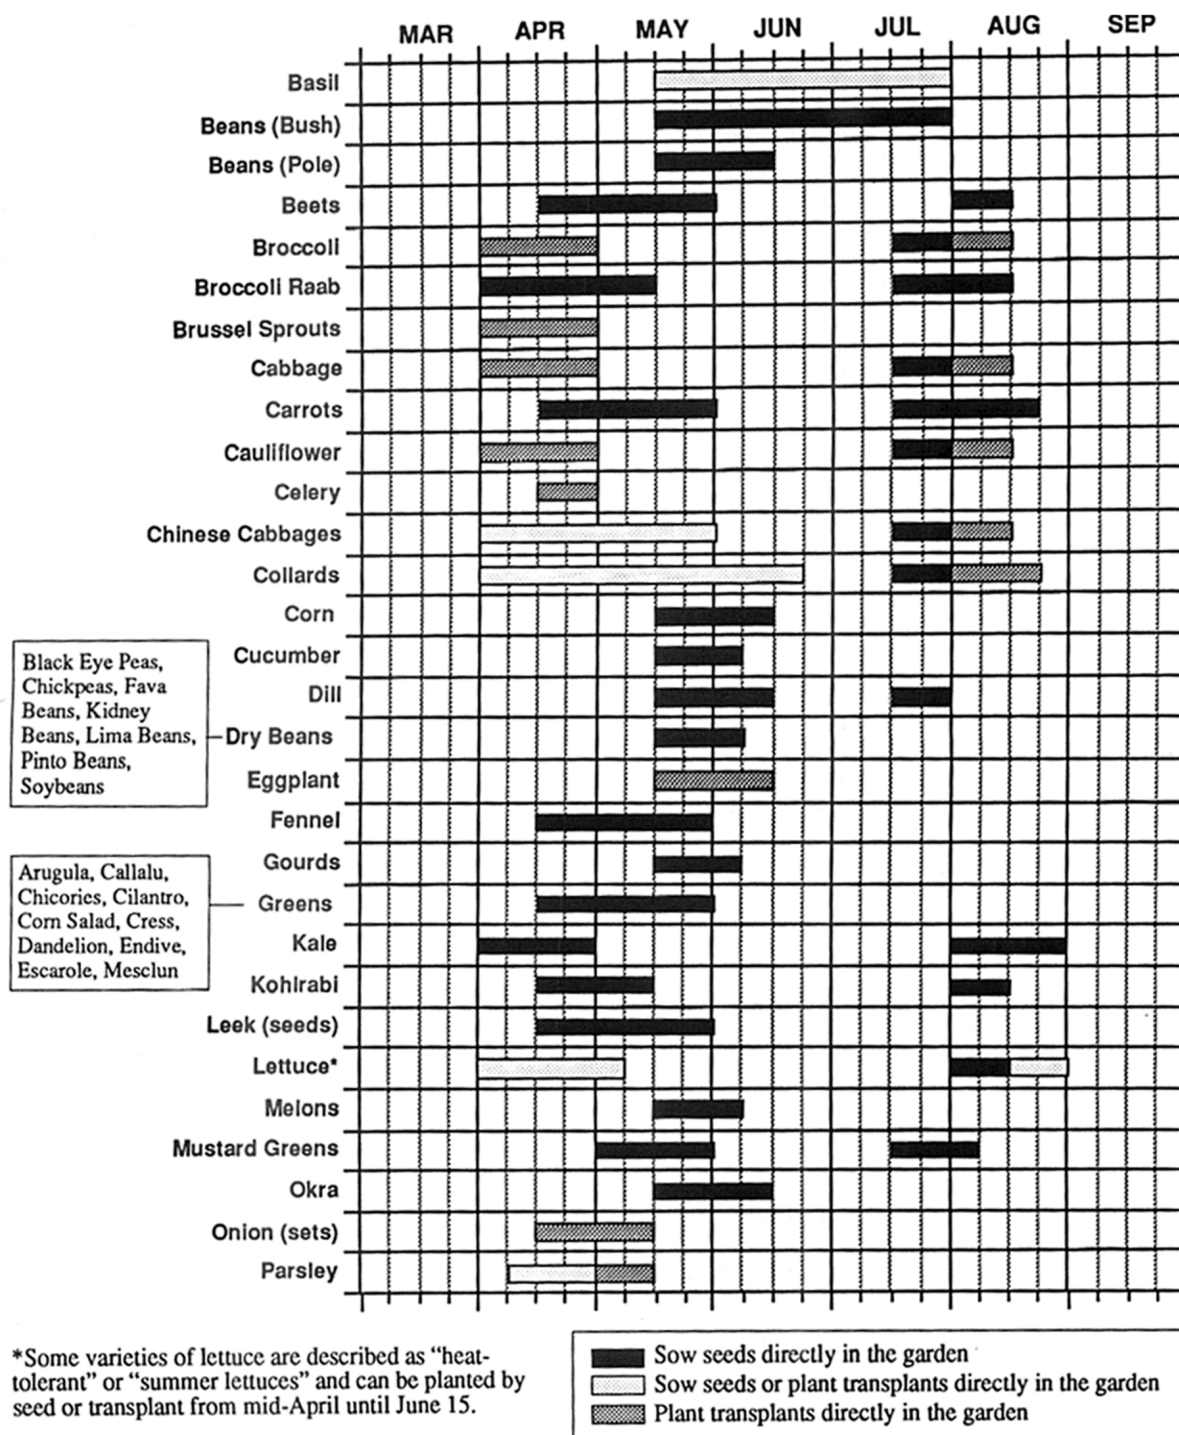 MAR APR MAY JUN JUL AUG SEP
Basil
Beans (Bush)
Beans (Pole)
Beets
Broccoli
Broccoli Raab
Brussel Sprouts
Cabbage
Carrots
Cauliflower
Celery
Chinese Cabbages
Collards
Corn
Cucumber
Dill
Dry Beans
Eggplant
Fennel
Gourds
Greens
Kale
Kohlrabi
Leek (seeds)
Lettuce*
Melons
Mustard Greens
Okra
Onion (sets)
Parsley
Black Eye Peas,
Chickpeas, Fava
Beans, Kidney
Beans, Lima Beans,
Pinto Beans,
Soybeans
Arugula, Callalu,
Chicories, Cilantro,
Corn Salad, Cress,
Dandelion, Endive,
Escarole, Mesclun
*Some varieties of lettuce are described as “heat-
tolerant” or “summer lettuces” and can be planted by
seed or transplant from mid-April until June 15.
Sow seeds directly in the garden
Sow seeds or plant transplants directly in the garden
Plant transplants directly in the garden